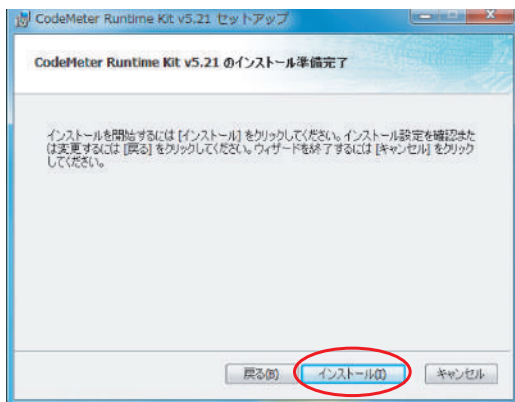 CodeMeter Runtime Kit v5.21 セットアップ
CodeMeter Runtime Kit v5.21 のインストール準備完了
インストールを開始するには [インストール] をクリックしてください。インストール設定を確認また
は変更するには [戻る] をクリックしてください。ウィザードを終了するには [キャンセル] をクリック
してください。
戻る(B) インストール(I) キャンセル